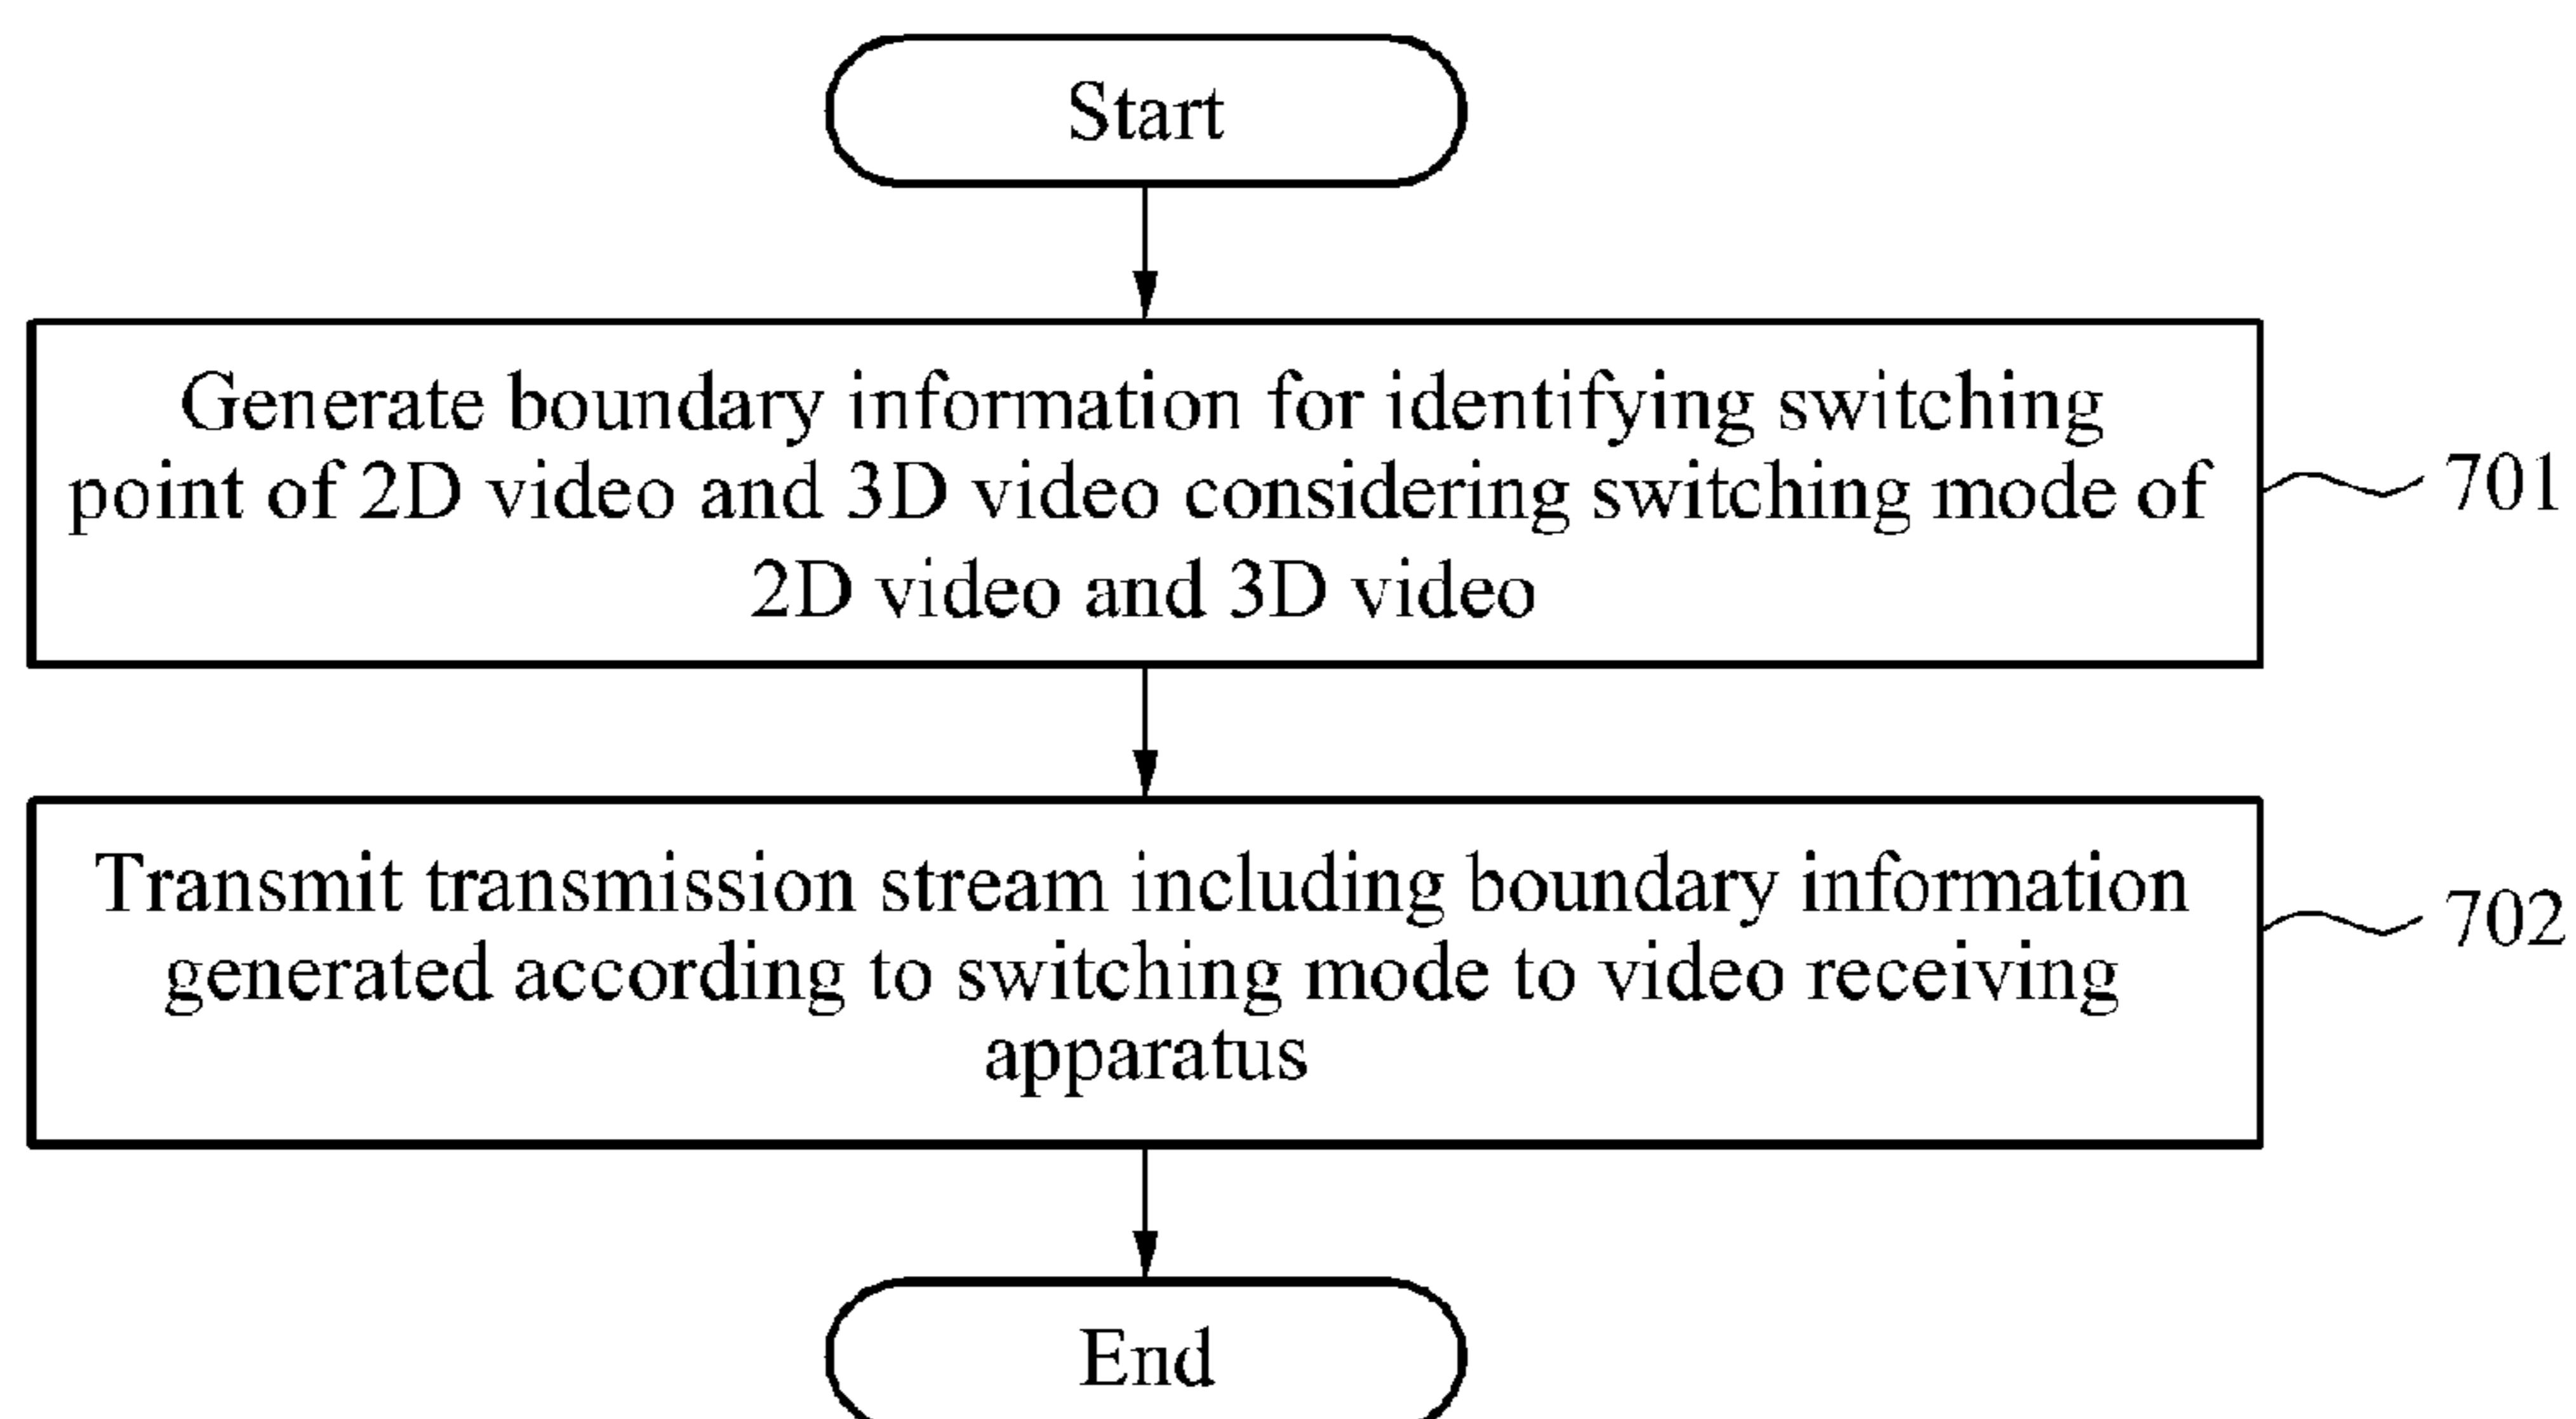 Start
Generate boundary information for identifying switching
point of 2D video and 3D video considering switching mode of
2D video and 3D video
701
Transmit transmission stream including boundary information
generated according to switching mode to video receiving
apparatus
702
End